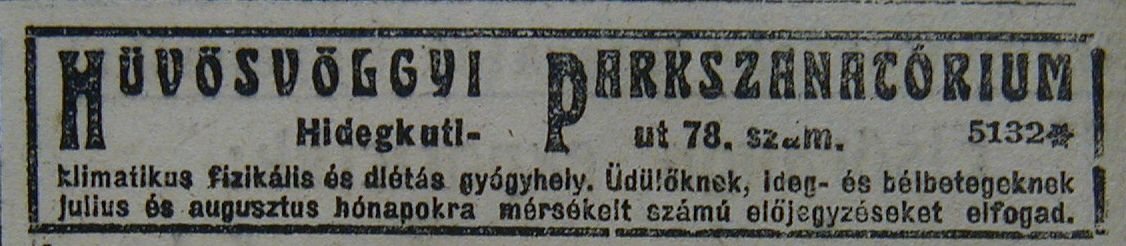 HŰVÖSVÖLGGYI PARKSZANATÓRIUM
Hidegkuti- ut 78. szám. 5132*
klimatikus fizikális és diétás gyógyhely. Üdülőknek, ideg- és bélbetegeknek
julius és augusztus hónapokra mérsékelt számú előjegyzéseket elfogad.